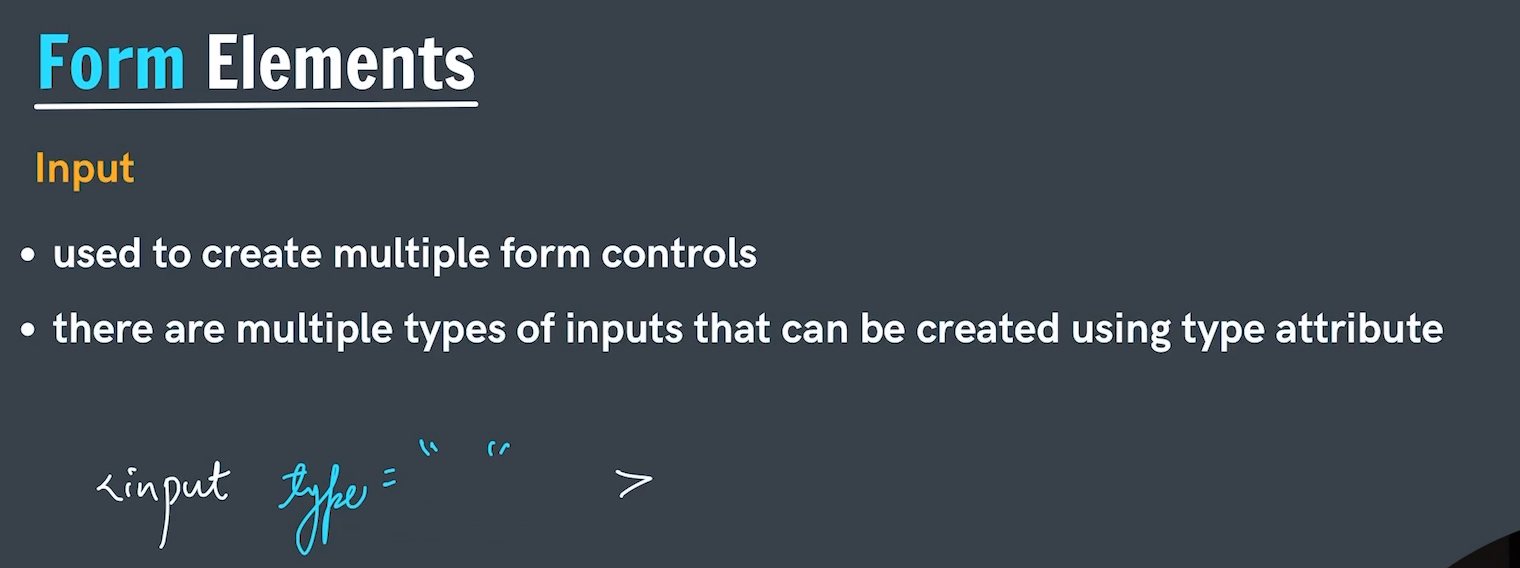 Form Elements
Input
• used to create multiple form controls
• there are multiple types of inputs that can be created using type attribute
<input type=" " >